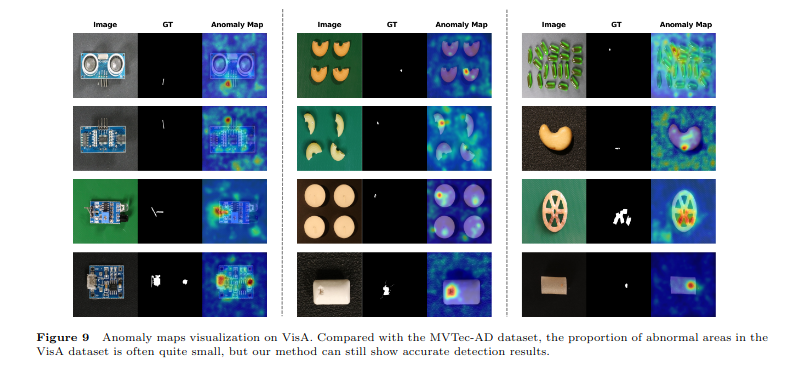 Image GT Anomaly Map Image GT Anomaly Map Image GT Anomaly Map
Figure 9 Anomaly maps visualization on VisA. Compared with the MVTec-AD dataset, the proportion of abnormal areas in the
VisA dataset is often quite small, but our method can still show accurate detection results.